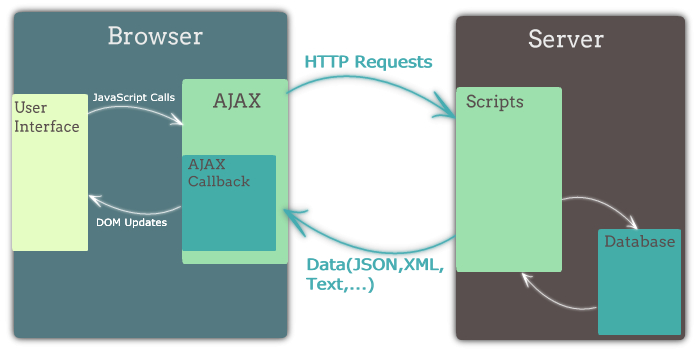 Browser
User
Interface
JavaScript Calls
DOM Updates
AJAX
AJAX
Callback
HTTP Requests
Data(JSON,XML,
Text,...)
Server
Scripts
Database